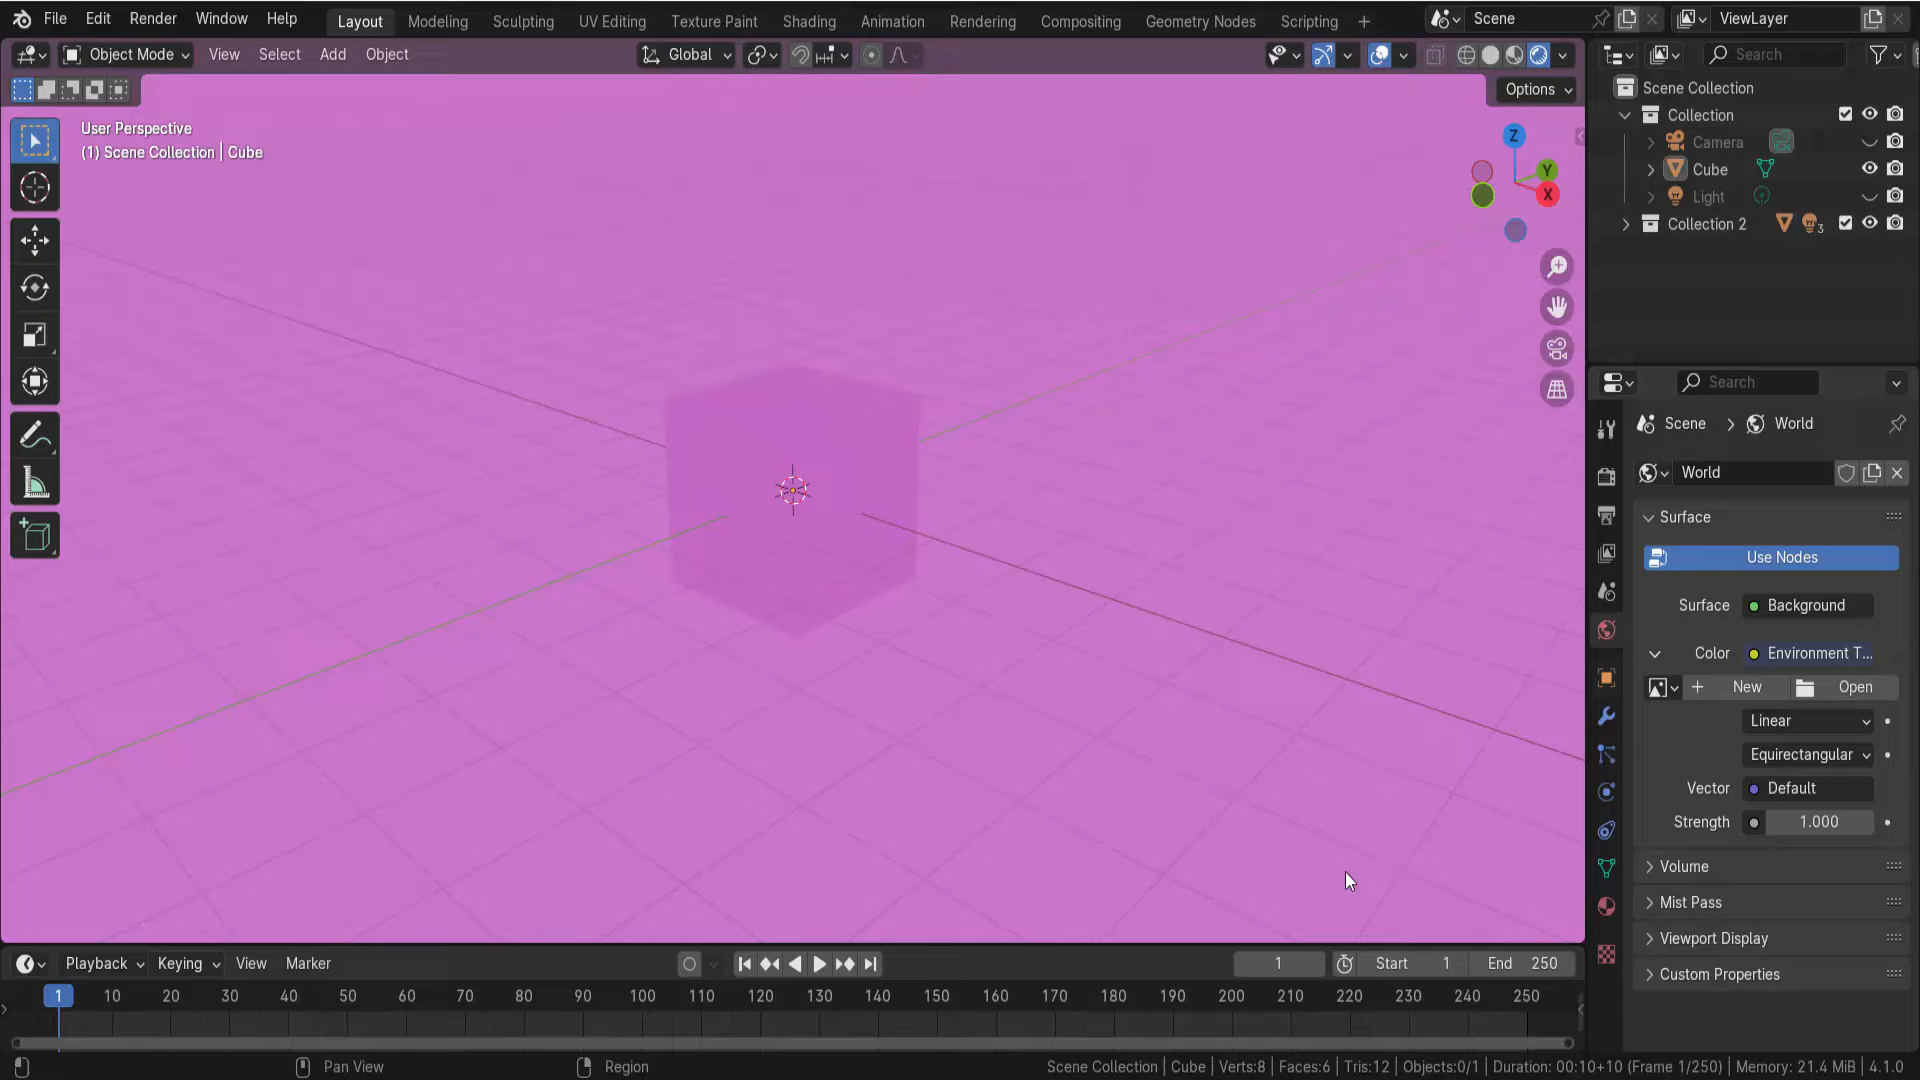 File Edit Render Window Help Layout Modeling Sculpting UV Editing Texture Paint Shading Animation Rendering Compositing Geometry Nodes Scripting + Scene ViewLayer
Object Mode View Select Add Object Global Search
Options
Scene Collection
Collection
Camera
Cube
Light
Collection 2 3
User Perspective
(1) Scene Collection | Cube
Z
Y
X
Search
Scene > World
World
Surface
Use Nodes
Surface Background
Color Environment T...
New Open
Linear
Equirectangular
Vector Default
Strength 1.000
Volume
Mist Pass
Viewport Display
Custom Properties
Playback Keying View Marker 1 Start 1 End 250
1 10 20 30 40 50 60 70 80 90 100 110 120 130 140 150 160 170 180 190 200 210 220 230 240 250
Pan View Region Scene Collection | Cube | Verts:8 | Faces:6 | Tris:12 | Objects:0/1 | Duration: 00:10+10 (Frame 1/250) | Memory: 21.4 MiB | 4.1.0